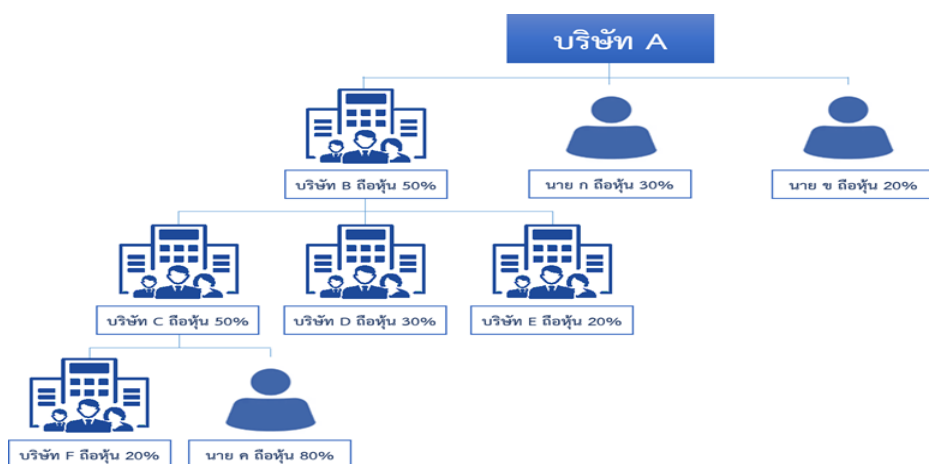 บริษัท A
บริษัท B ถือหุ้น 50%
นาย ก ถือหุ้น 30%
นาย ข ถือหุ้น 20%
บริษัท C ถือหุ้น 50%
บริษัท D ถือหุ้น 30%
บริษัท E ถือหุ้น 20%
บริษัท F ถือหุ้น 20%
นาย ค ถือหุ้น 80%